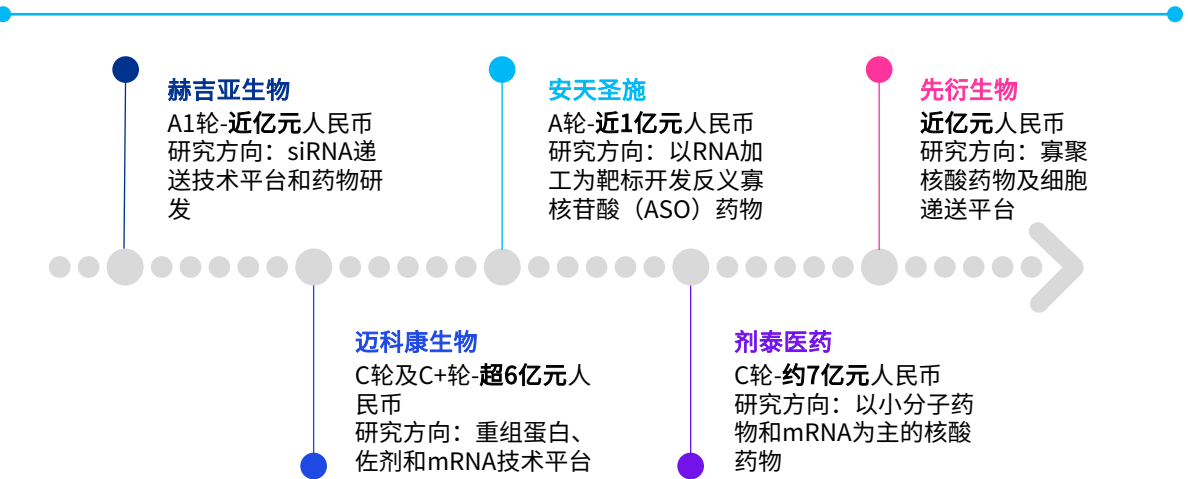 赫吉亚生物
A1轮-近亿元人民币
研究方向：siRNA递
送技术平台和药物研
发
迈科康生物
C轮及C+轮-超6亿元人
民币
研究方向：重组蛋白、
佐剂和mRNA技术平台
安天圣施
A轮-近1亿元人民币
研究方向：以RNA加
工为靶标开发反义寡
核苷酸（ASO）药物
剂泰医药
C轮-约7亿元人民币
研究方向：以小分子药
物和mRNA为主的核酸
药物
先衍生物
近亿元人民币
研究方向：寡聚
核酸药物及细胞
递送平台